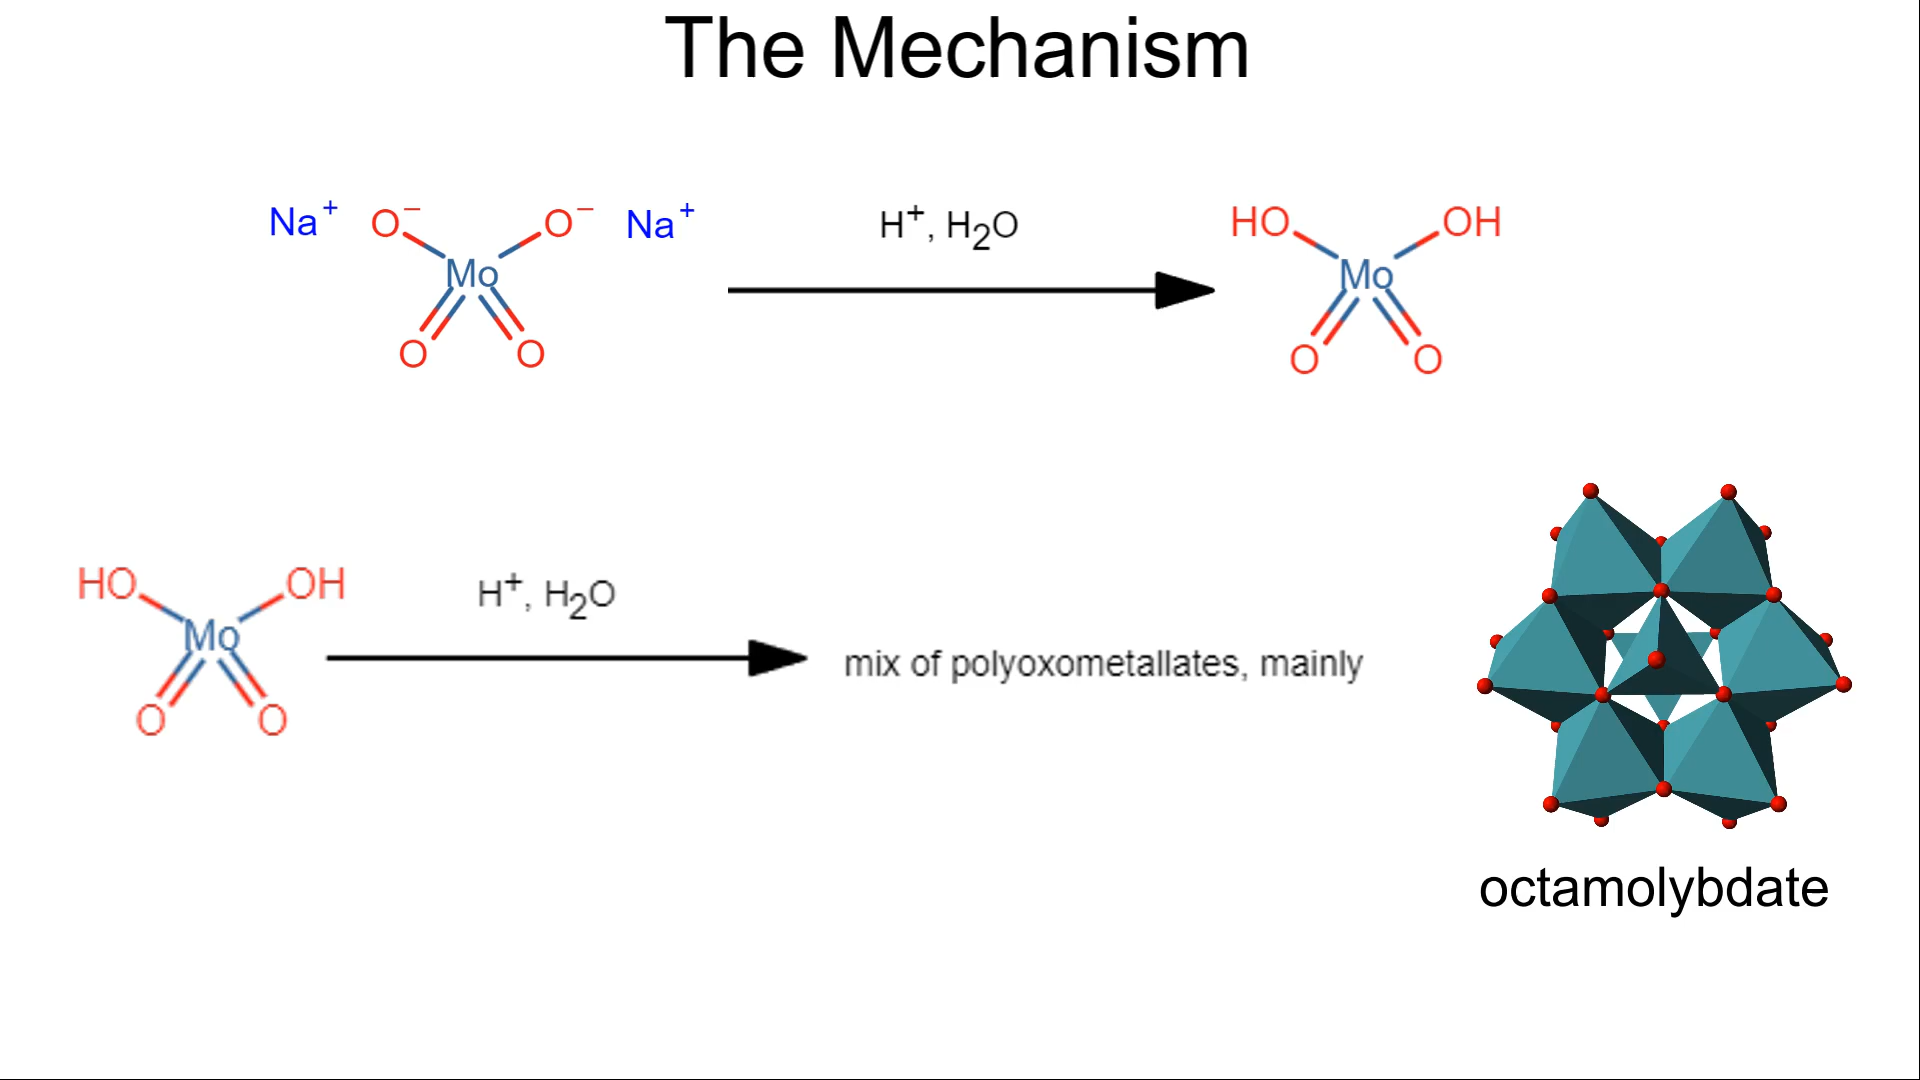 The Mechanism
Na⁺ O⁻ O⁻ Na⁺ H⁺, H₂O HO OH
Mo Mo
O O O O
HO OH H⁺, H₂O
Mo mix of polyoxometallates, mainly
O O
octamolybdate